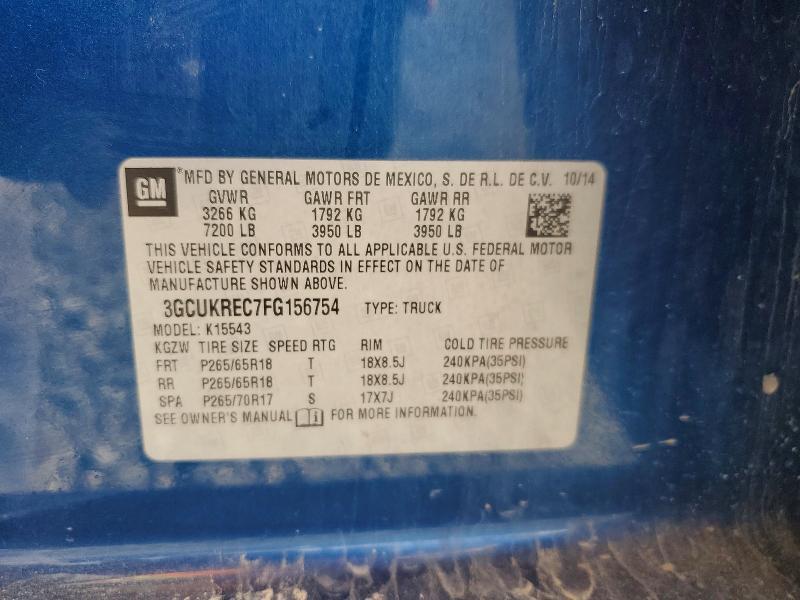 GM ® MFD BY GENERAL MOTORS DE MEXICO, S. DE R.L. DE C.V. 10/14
GVWR GAWR FRT GAWR RR
3266 KG 1792 KG 1792 KG
7200 LB 3950 LB 3950 LB
THIS VEHICLE CONFORMS TO ALL APPLICABLE U.S. FEDERAL MOTOR
VEHICLE SAFETY STANDARDS IN EFFECT ON THE DATE OF
MANUFACTURE SHOWN ABOVE.
3GCUKREC7FG156754 TYPE: TRUCK
MODEL: K15543
KGZW TIRE SIZE SPEED RTG RIM COLD TIRE PRESSURE
FRT P265/65R18 T 18X8.5J 240KPA(35PSI)
RR P265/65R18 T 18X8.5J 240KPA(35PSI)
SPA P265/70R17 S 17X7J 240KPA(35PSI)
SEE OWNER'S MANUAL i FOR MORE INFORMATION.